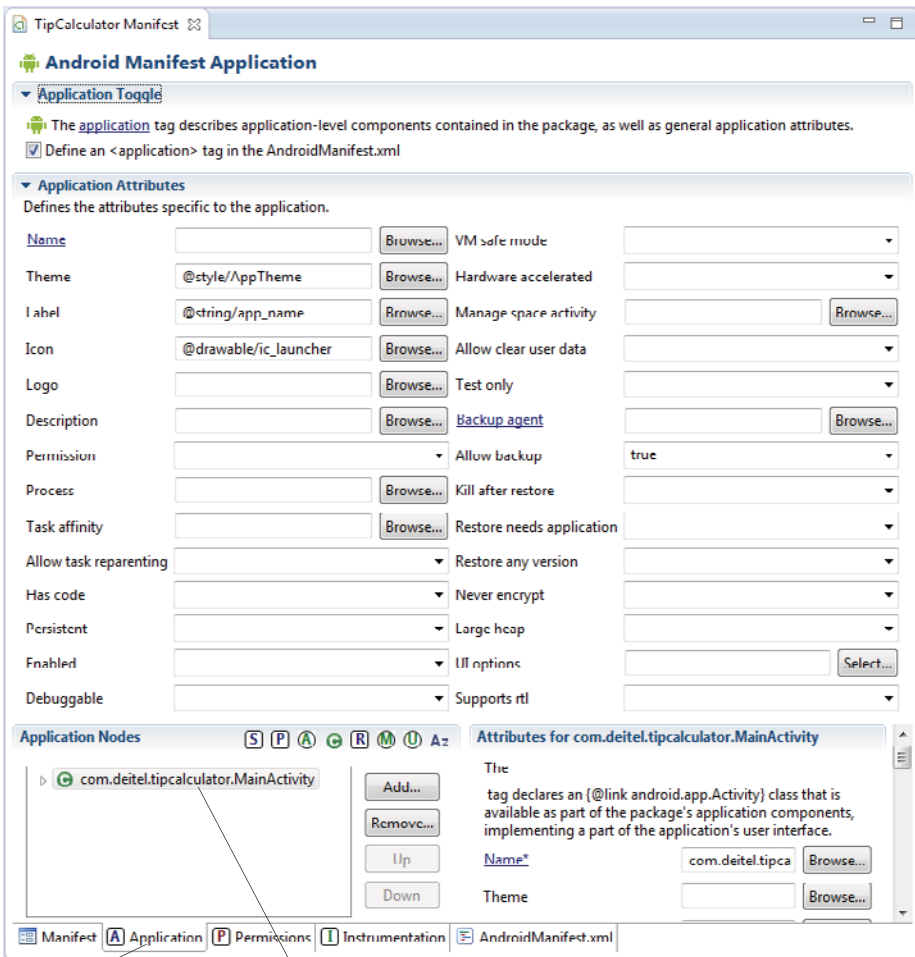 TipCalculator Manifest
Android Manifest Application
Application Toggle
The application tag describes application-level components contained in the package, as well as general application attributes.
Define an <application> tag in the AndroidManifest.xml
Application Attributes
Defines the attributes specific to the application.
Name Browse... VM safe mode
Theme @style/AppTheme Browse... Hardware accelerated
Label @string/app_name Browse... Manage space activity Browse...
Icon @drawable/ic_launcher Browse... Allow clear user data
Logo Browse... Test only
Description Browse... Backup agent Browse...
Permission Allow backup true
Process Browse... Kill after restore
Task affinity Browse... Restore needs application
Allow task reparenting Restore any version
Has code Never encrypt
Persistent Large heap
Enabled UI options Select...
Debuggable Supports rtl
Application Nodes S P A C R M U Az
com.deitel.tipcalculator.MainActivity
Add...
Remove...
Up
Down
Attributes for com.deitel.tipcalculator.MainActivity
The
tag declares an {@link android.app.Activity} class that is
available as part of the package's application components,
implementing a part of the application's user interface.
Name* com.deitel.tipca Browse...
Theme Browse...
Manifest A Application P Permissions I Instrumentation AndroidManifest.xml